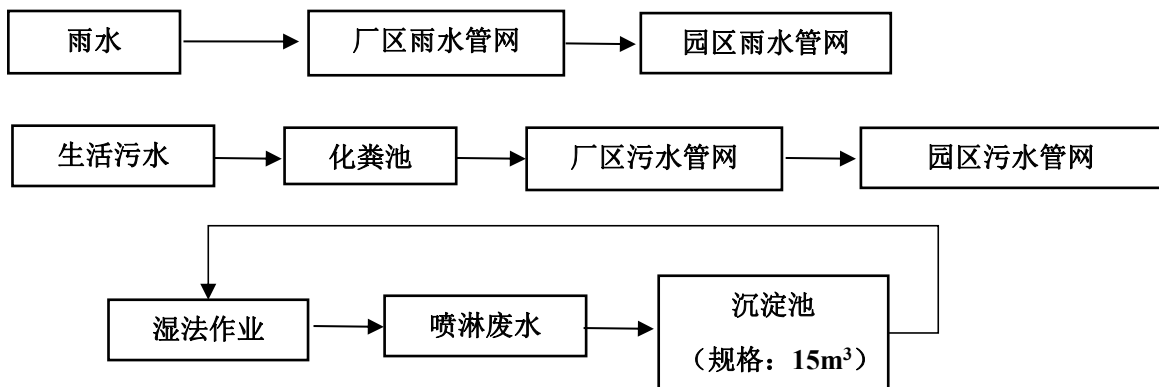 雨水
厂区雨水管网
园区雨水管网
生活污水
化粪池
厂区污水管网
园区污水管网
湿法作业
喷淋废水
沉淀池
（规格：15m³）